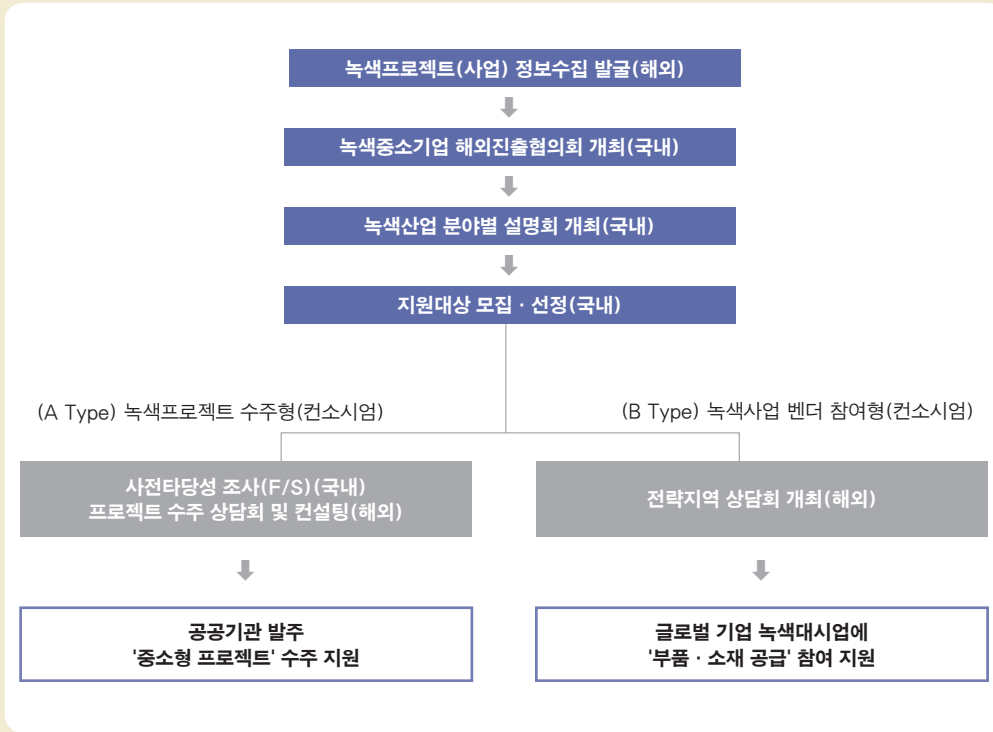 녹색프로젝트(사업) 정보수집 발굴(해외)
녹색중소기업 해외진출협의회 개최(국내)
녹색산업 분야별 설명회 개최(국내)
지원대상 모집 · 선정(국내)
(A Type) 녹색프로젝트 수주형(컨소시엄)
(B Type) 녹색사업 벤더 참여형(컨소시엄)
사전타당성 조사(F/S)(국내)
프로젝트 수주 상담회 및 컨설팅(해외)
전략지역 상담회 개최(해외)
공공기관 발주
'중소형 프로젝트' 수주 지원
글로벌 기업 녹색대시업에
'부품 · 소재 공급' 참여 지원